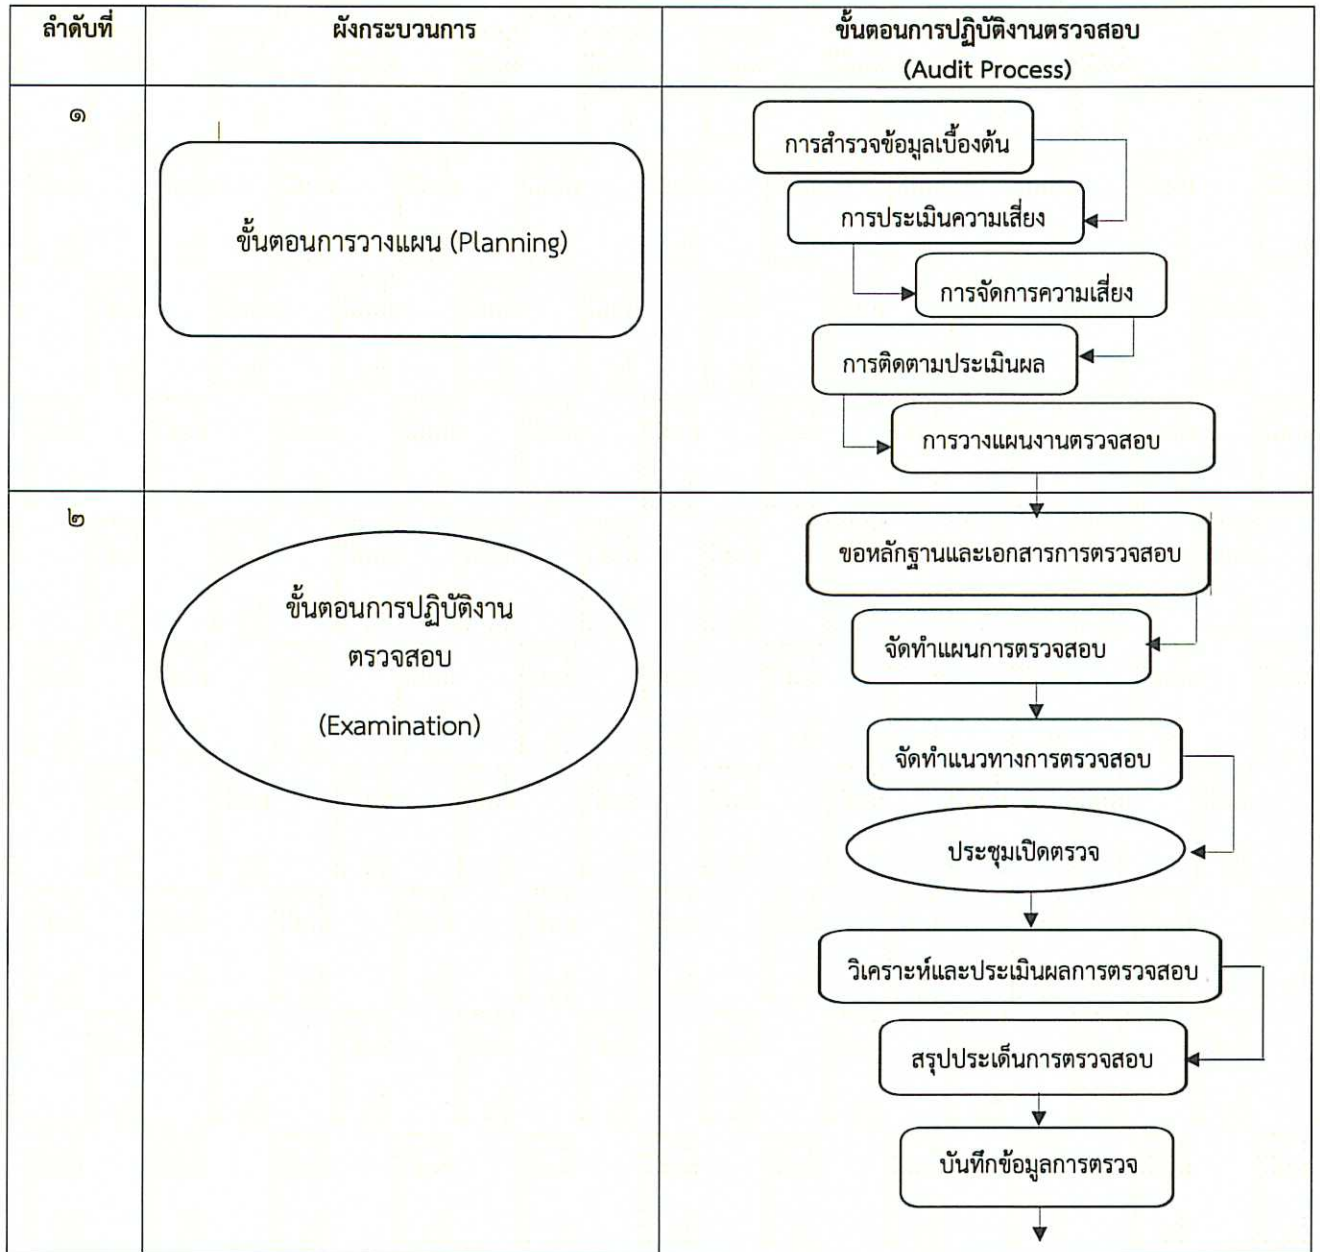 ลำดับที่
ผังกระบวนการ
ขั้นตอนการปฏิบัติงานตรวจสอบ
(Audit Process)
๑
ขั้นตอนการวางแผน (Planning)
การสำรวจข้อมูลเบื้องต้น
การประเมินความเสี่ยง
การจัดการความเสี่ยง
การติดตามประเมินผล
การวางแผนงานตรวจสอบ
๒
ขั้นตอนการปฏิบัติงาน
ตรวจสอบ
(Examination)
ขอหลักฐานและเอกสารการตรวจสอบ
จัดทำแผนการตรวจสอบ
จัดทำแนวทางการตรวจสอบ
ประชุมเปิดตรวจ
วิเคราะห์และประเมินผลการตรวจสอบ
สรุปประเด็นการตรวจสอบ
บันทึกข้อมูลการตรวจ